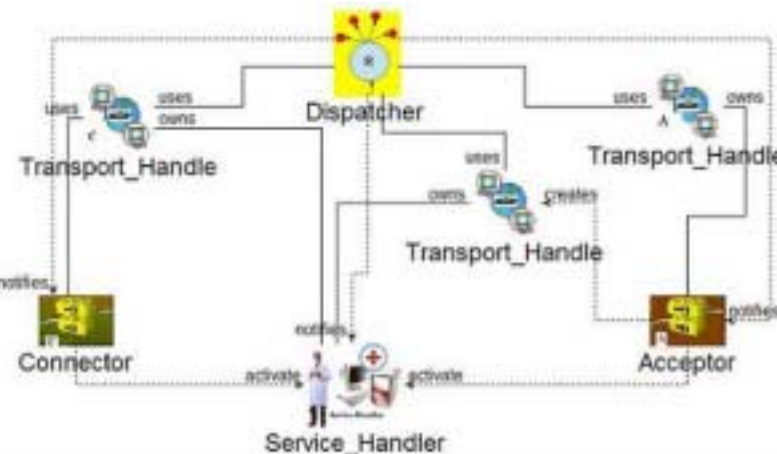 R
Dispatcher
uses
uses
owns
c
Transport_Handle
uses
owns
A
Transport_Handle
uses
owns
creates
Transport_Handle
notifies
Connector
notifies
notifies
Acceptor
activate
activate
Service_Handler